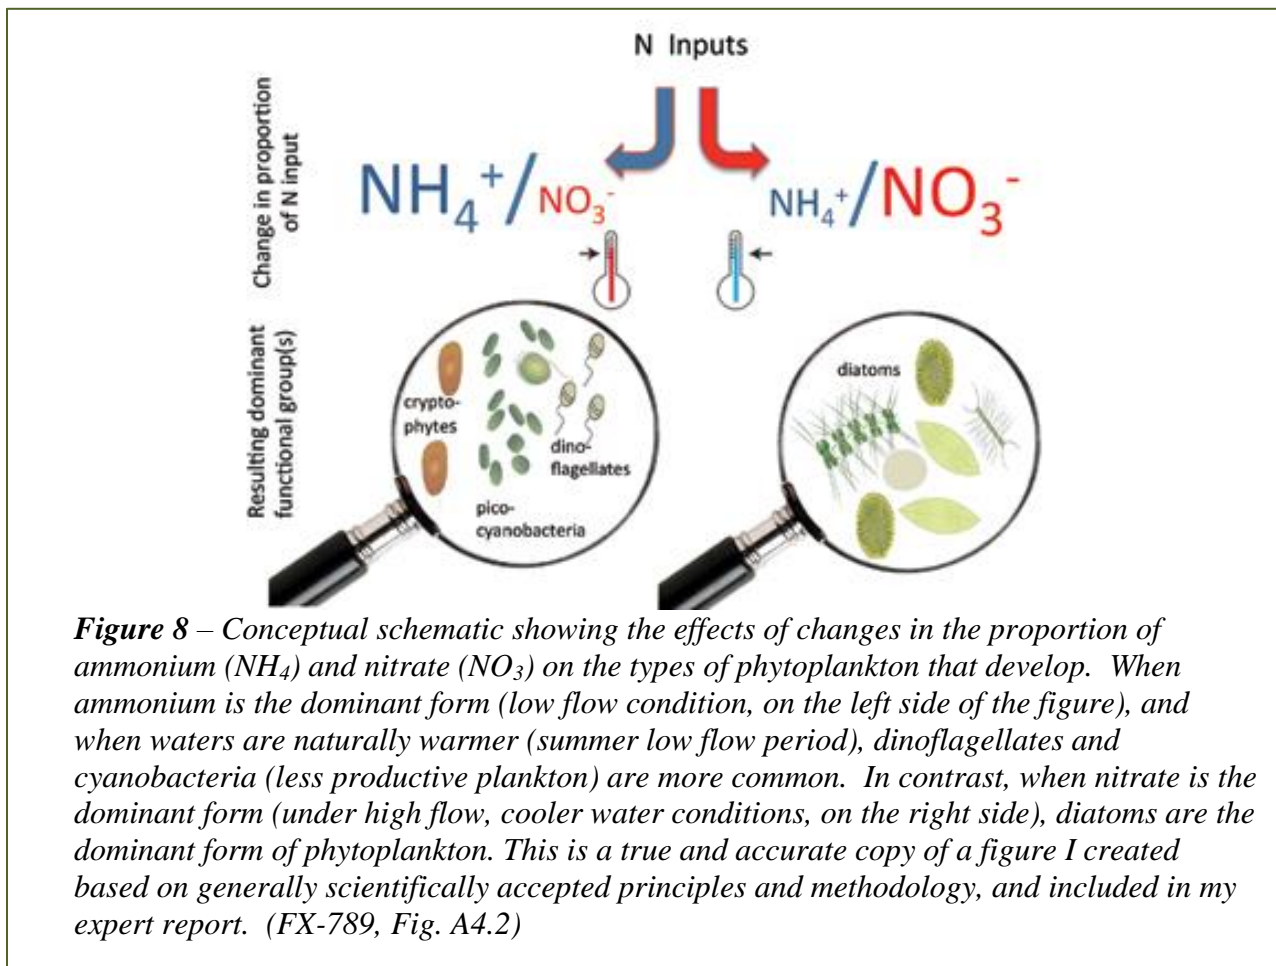 N Inputs
Change in proportion
of N input
NH₄⁺/NO₃⁻
NH₄⁺/NO₃⁻
Resulting dominant
functional group(s)
crypto-
phytes
dino-
flagellates
pico-
cyanobacteria
diatoms
Figure 8 – Conceptual schematic showing the effects of changes in the proportion of
ammonium (NH₄) and nitrate (NO₃) on the types of phytoplankton that develop.  When
ammonium is the dominant form (low flow condition, on the left side of the figure), and
when waters are naturally warmer (summer low flow period), dinoflagellates and
cyanobacteria (less productive plankton) are more common.  In contrast, when nitrate is the
dominant form (under high flow, cooler water conditions, on the right side), diatoms are the
dominant form of phytoplankton. This is a true and accurate copy of a figure I created
based on generally scientifically accepted principles and methodology, and included in my
expert report.  (FX-789, Fig. A4.2)